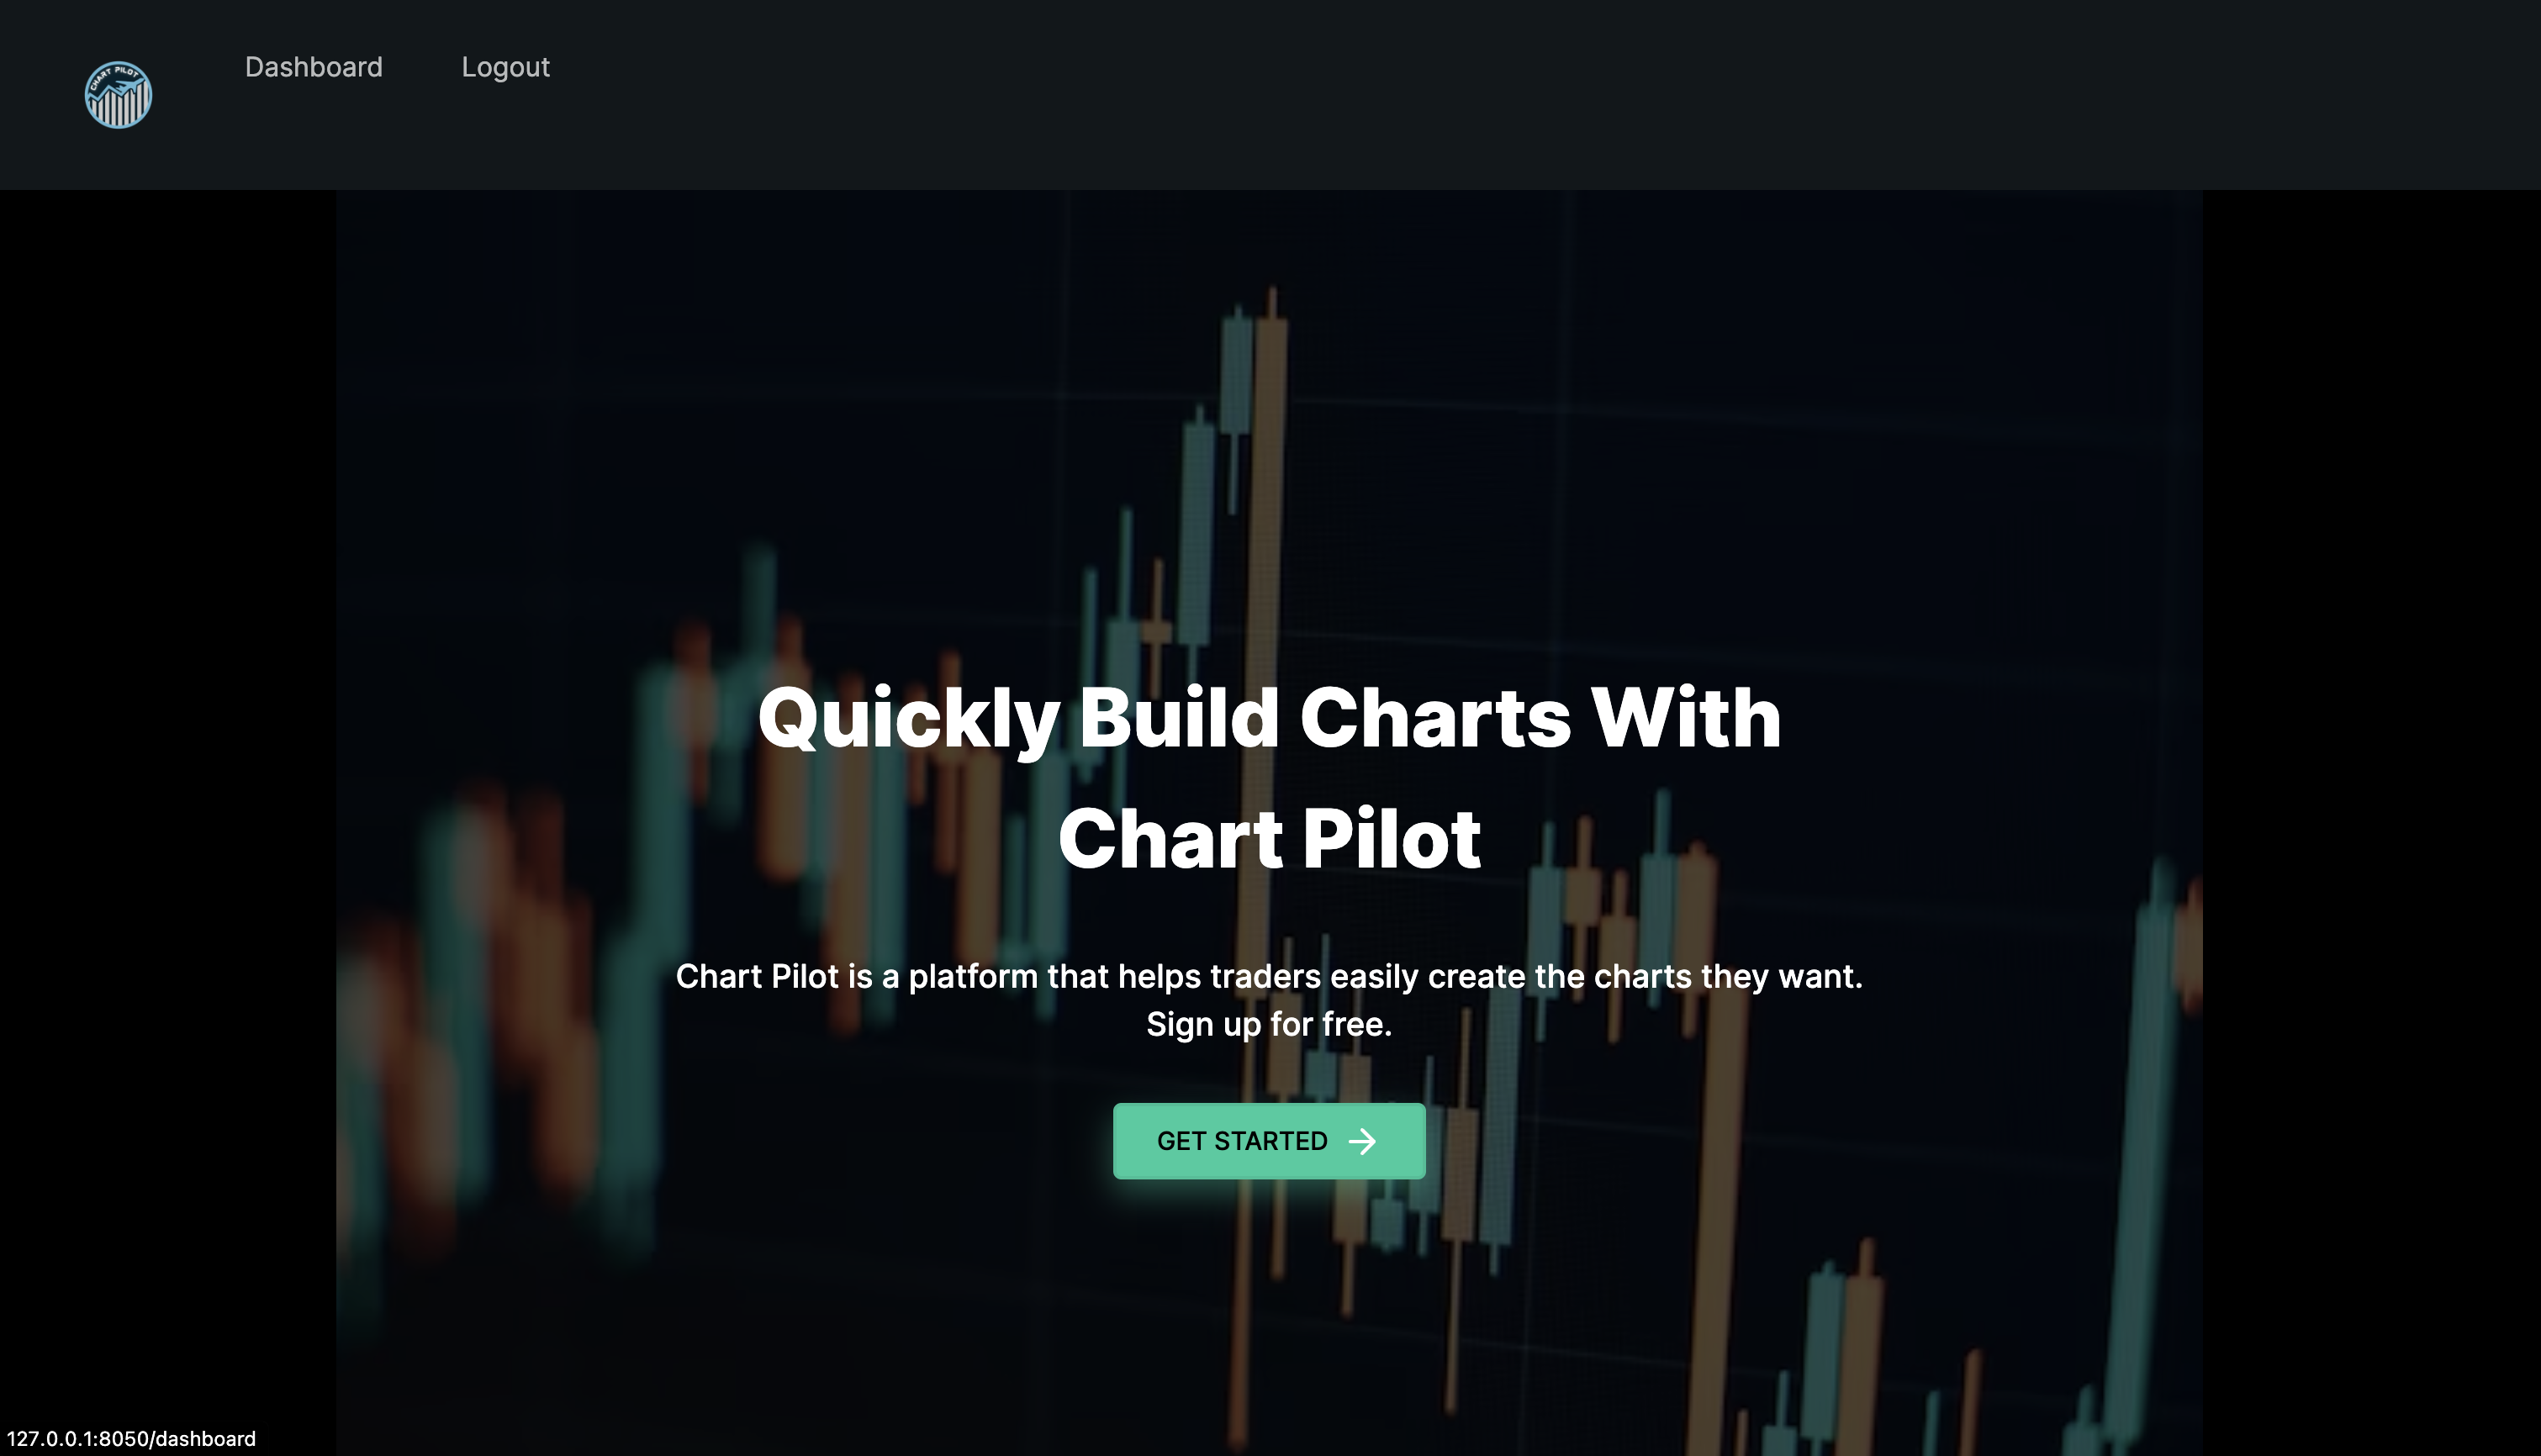 CHART PILOT
Dashboard
Logout
Quickly Build Charts With
Chart Pilot
Chart Pilot is a platform that helps traders easily create the charts they want.
Sign up for free.
GET STARTED
127.0.0.1:8050/dashboard